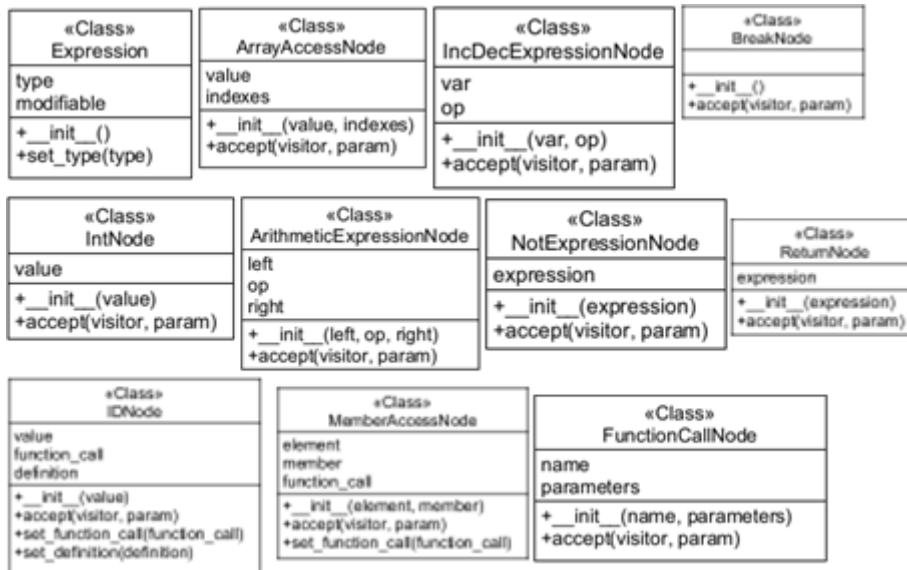 «Class»
Expression
type
modifiable
+__init__()
+set_type(type)
«Class»
ArrayAccessNode
value
indexes
+__init__(value, indexes)
+accept(visitor, param)
«Class»
IncDecExpressionNode
var
op
+__init__(var, op)
+accept(visitor, param)
«Class»
BreakNode
+__init__()
+accept(visitor, param)
«Class»
IntNode
value
+__init__(value)
+accept(visitor, param)
«Class»
ArithmeticExpressionNode
left
op
right
+__init__(left, op, right)
+accept(visitor, param)
«Class»
NotExpressionNode
expression
+__init__(expression)
+accept(visitor, param)
«Class»
ReturnNode
expression
+__init__(expression)
+accept(visitor, param)
«Class»
IDNode
value
function_call
definition
+__init__(value)
+accept(visitor, param)
+set_function_call(function_call)
+set_definition(definition)
«Class»
MemberAccessNode
element
member
function_call
+__init__(element, member)
+accept(visitor, param)
+set_function_call(function_call)
«Class»
FunctionCallNode
name
parameters
+__init__(name, parameters)
+accept(visitor, param)